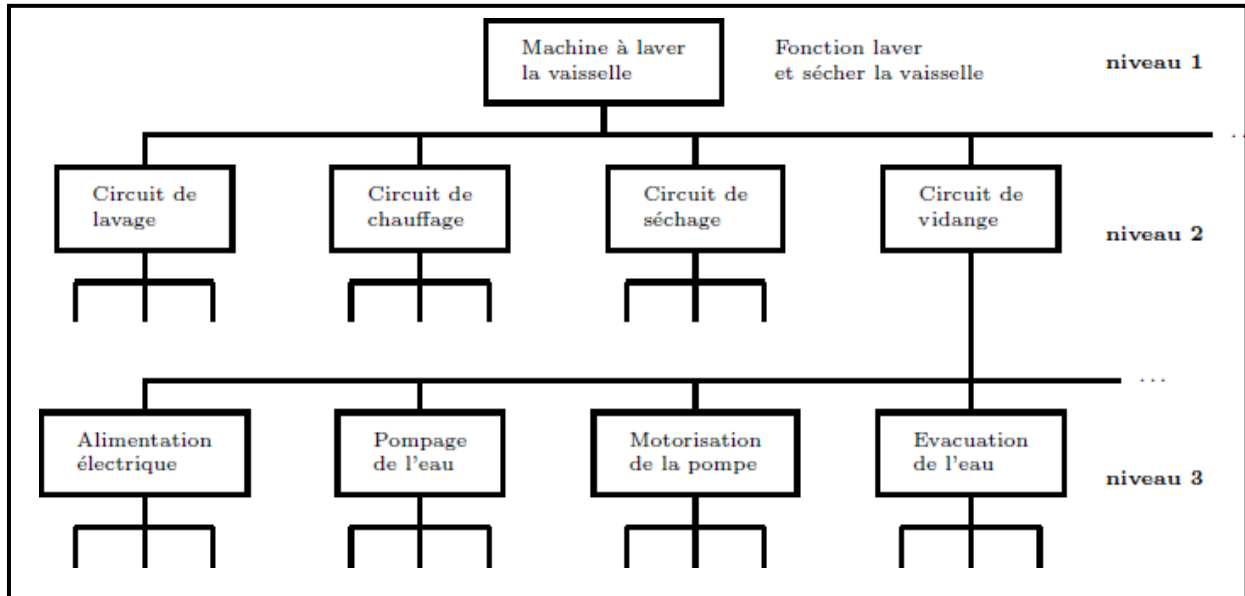 Machine à laver
la vaisselle
Fonction laver
et sécher la vaisselle
niveau 1
...
Circuit de
lavage
Circuit de
chauffage
Circuit de
séchage
Circuit de
vidange
niveau 2
...
Alimentation
électrique
Pompage
de l'eau
Motorisation
de la pompe
Evacuation
de l'eau
niveau 3